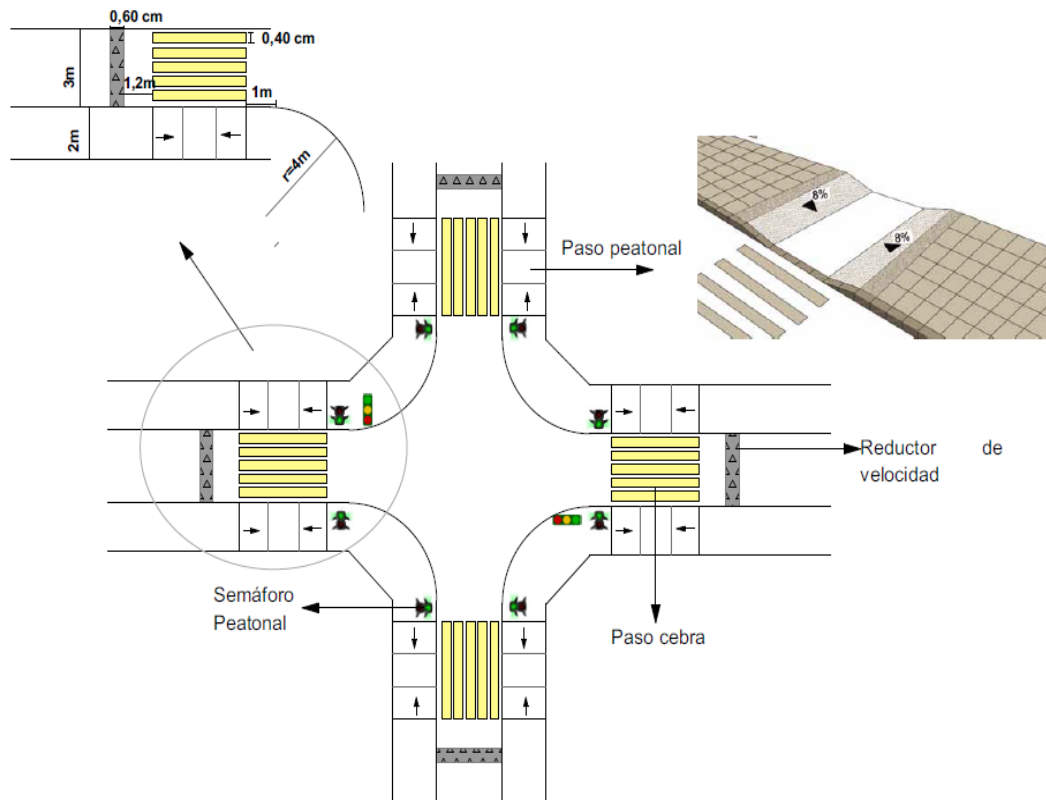 0,60 cm
0,40 cm
3m
1,2m
1m
2m
r=4m
8%
8%
Paso peatonal
Reductor de
velocidad
Semáforo
Peatonal
Paso cebra